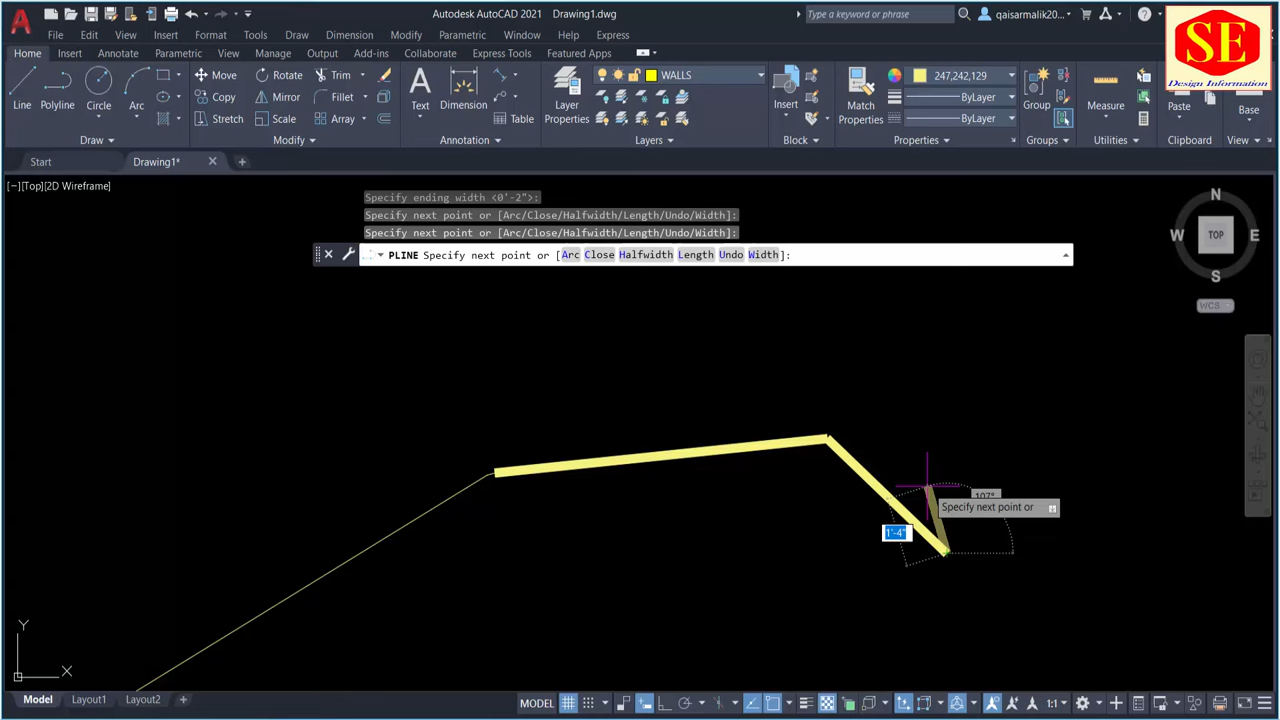 Autodesk AutoCAD 2021 Drawing1.dwg
Type a keyword or phrase
qaisarmalik20...
File Edit View Insert Format Tools Draw Dimension Modify Parametric Window Help Express
Home Insert Annotate Parametric View Manage Output Add-ins Collaborate Express Tools Featured Apps
SE
Design Information
Line Polyline Circle Arc
Move Rotate Trim
Copy Mirror Fillet
Stretch Scale Array
Text Dimension Table
Layer Properties
WALLS
Insert
Match Properties
247,242,129
ByLayer
ByLayer
Group
Measure
Paste
Base
Draw Modify Annotation Layers Block Properties Groups Utilities Clipboard View
Start Drawing1*
[−][Top][2D Wireframe]
Specify ending width <0'-2">:
Specify next point or [Arc/Close/Halfwidth/Length/Undo/Width]:
Specify next point or [Arc/Close/Halfwidth/Length/Undo/Width]:
PLINE Specify next point or [Arc Close Halfwidth Length Undo Width]:
N
W TOP E
S
WCS
107°
Specify next point or
1'-4"
Y
X
Model Layout1 Layout2
MODEL
1:1